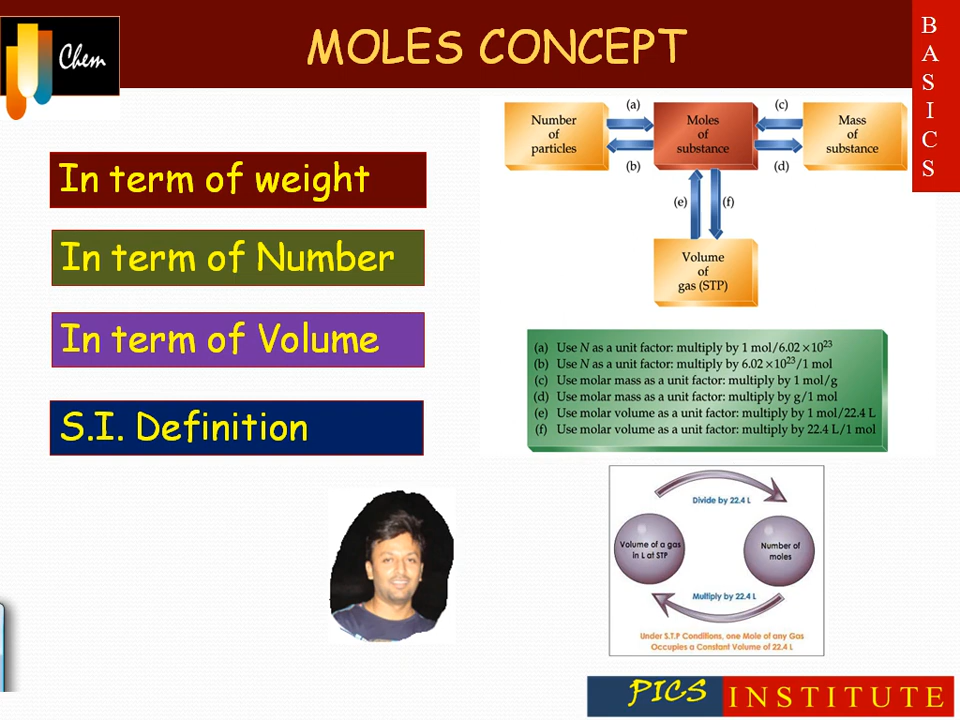 Chem
MOLES CONCEPT
B
A
S
I
C
S
In term of weight
In term of Number
In term of Volume
S.I. Definition
Number
of
particles
(a)
(b)
Moles
of
substance
(c)
(d)
Mass
of
substance
(e)
(f)
Volume
of
gas (STP)
(a) Use N as a unit factor: multiply by 1 mol/6.02 × 10²³
(b) Use N as a unit factor: multiply by 6.02 × 10²³/1 mol
(c) Use molar mass as a unit factor: multiply by 1 mol/g
(d) Use molar mass as a unit factor: multiply by g/1 mol
(e) Use molar volume as a unit factor: multiply by 1 mol/22.4 L
(f) Use molar volume as a unit factor: multiply by 22.4 L/1 mol
Divide by 22.4 L
Volume of a gas
in L at STP
Number of
moles
Multiply by 22.4 L
Under S.T.P Conditions, one Mole of any Gas
Occupies a Constant Volume of 22.4 L
PICS INSTITUTE